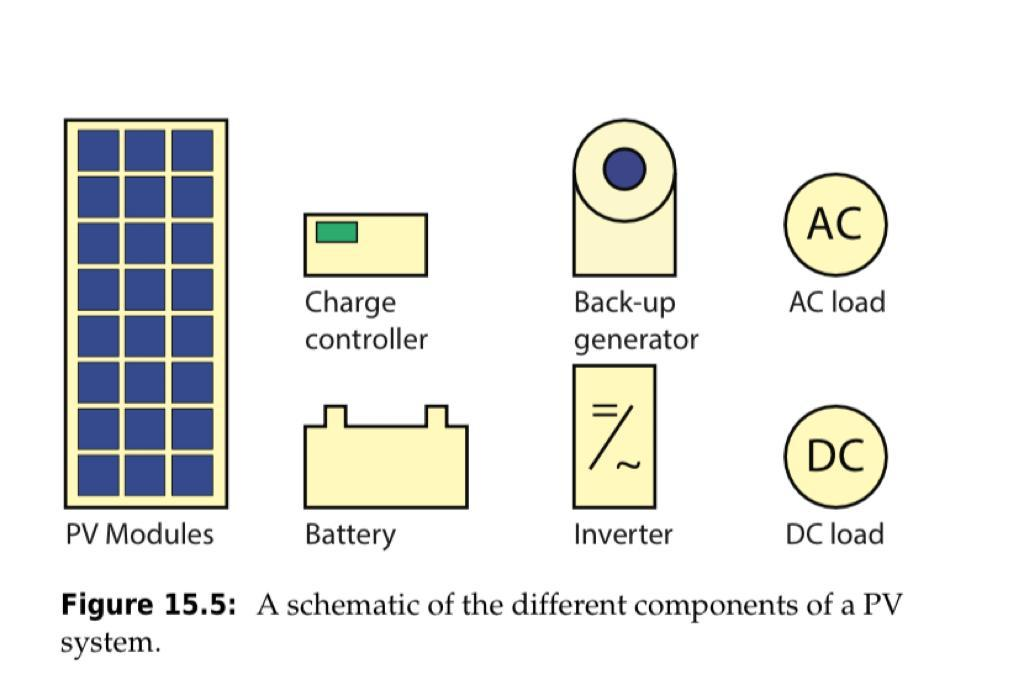 AC
Charge
controller
Back-up
generator
AC load
=
~
DC
PV Modules
Battery
Inverter
DC load
Figure 15.5: A schematic of the different components of a PV
system.